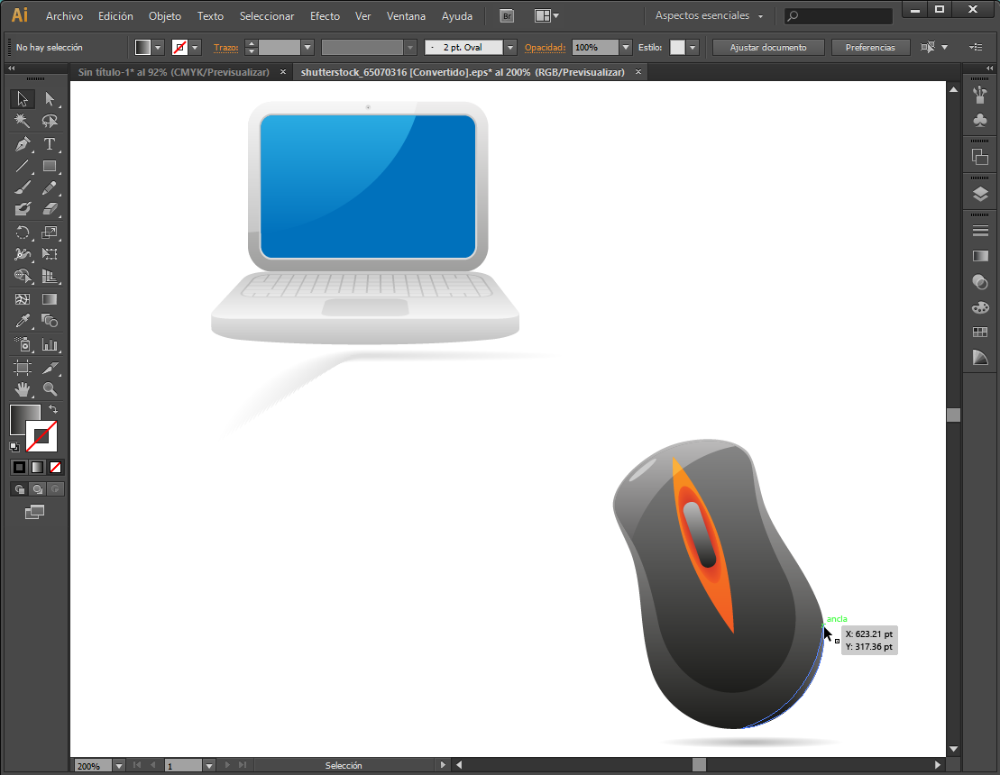 Ai Archivo Edición Objeto Texto Seleccionar Efecto Ver Ventana Ayuda Br Aspectos esenciales
No hay selección Trazo: 2 pt. Oval Opacidad: 100% Estilo: Ajustar documento Preferencias
Sin título-1* al 92% (CMYK/Previsualizar) × shutterstock_65070316 [Convertido].eps* al 200% (RGB/Previsualizar) ×
T
ancla
X: 623.21 pt
Y: 317.36 pt
200% 1 Selección